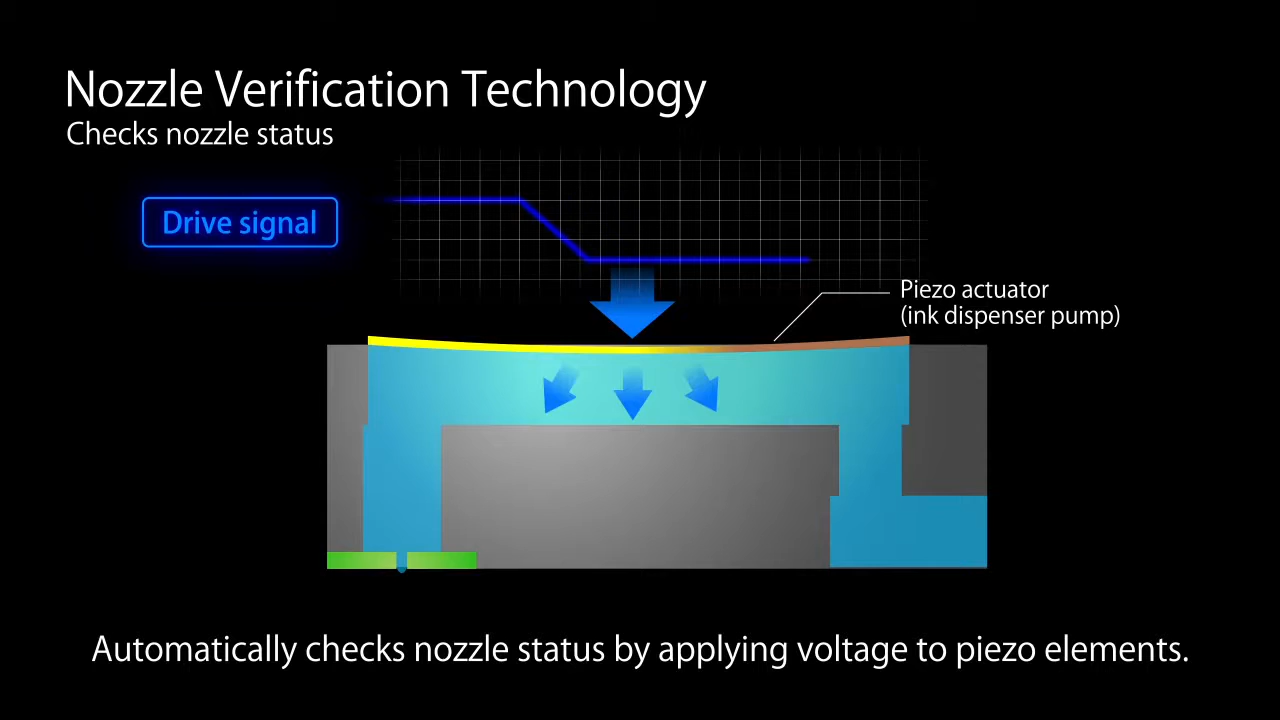 Nozzle Verification Technology
Checks nozzle status
Drive signal
Piezo actuator
(ink dispenser pump)
Automatically checks nozzle status by applying voltage to piezo elements.